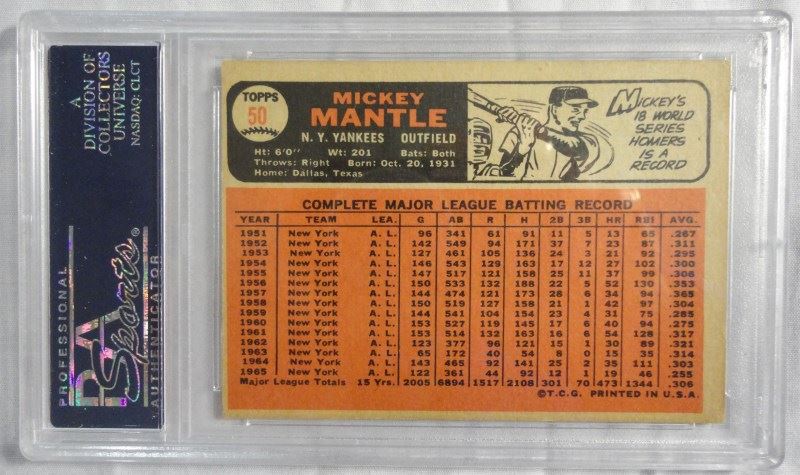 A
DIVISION OF
COLLECTORS
UNIVERSE
NASDAQ: CLCT
PROFESSIONAL
PSA
Sports
AUTHENTICATOR
TOPPS
50
MICKEY
MANTLE
N. Y. YANKEES OUTFIELD
Ht: 6'0" Wt: 201 Bats: Both
Throws: Right Born: Oct. 20, 1931
Home: Dallas, Texas
MICKEY'S
18 WORLD
SERIES
HOMERS
IS A
RECORD
COMPLETE MAJOR LEAGUE BATTING RECORD
YEAR TEAM LEA. G AB R H 2B 3B HR RBI AVG.
1951 New York A. L. 96 341 61 91 11 5 13 65 .267
1952 New York A. L. 142 549 94 171 37 7 23 87 .311
1953 New York A. L. 127 461 105 136 24 3 21 92 .295
1954 New York A. L. 146 543 129 163 17 12 27 102 .300
1955 New York A. L. 147 517 121 158 25 11 37 99 .306
1956 New York A. L. 150 533 132 188 22 5 52 130 .353
1957 New York A. L. 144 474 121 173 28 6 34 94 .365
1958 New York A. L. 150 519 127 158 21 1 42 97 .304
1959 New York A. L. 144 541 104 154 23 4 31 75 .285
1960 New York A. L. 153 527 119 145 17 6 40 94 .275
1961 New York A. L. 153 514 132 163 16 6 54 128 .317
1962 New York A. L. 123 377 96 121 15 1 30 89 .321
1963 New York A. L. 65 172 40 54 8 0 15 35 .314
1964 New York A. L. 143 465 92 141 25 2 35 111 .303
1965 New York A. L. 122 361 44 92 12 1 19 46 .255
Major League Totals 15 Yrs. 2005 6894 1517 2108 301 70 473 1344 .306
©T.C.G. PRINTED IN U.S.A.